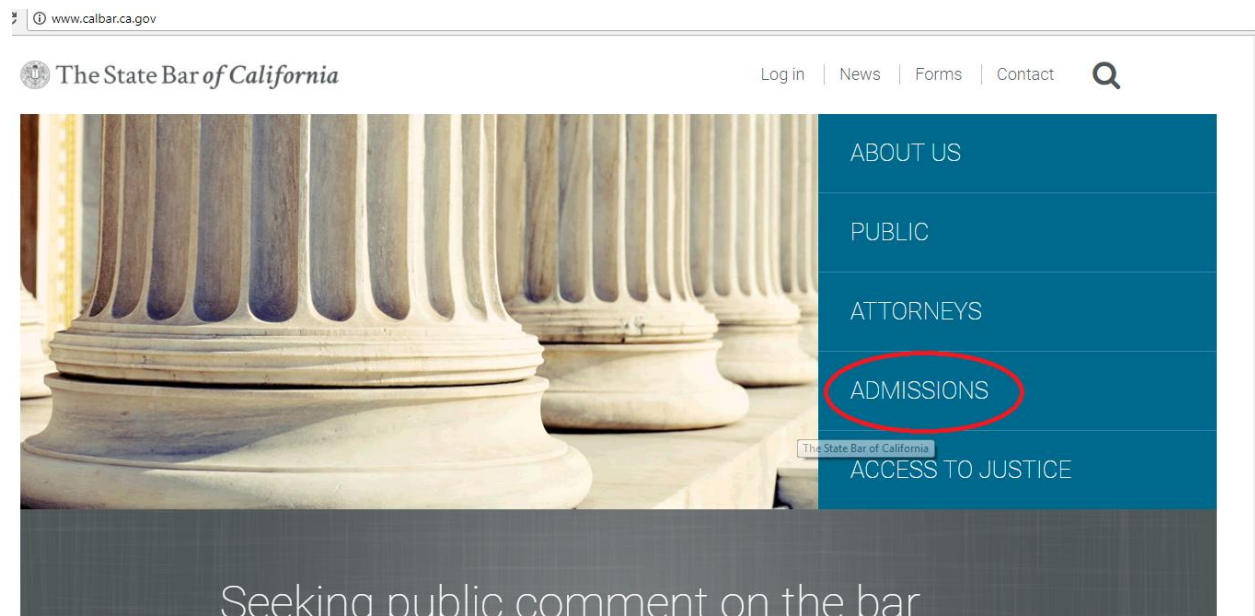 www.calbar.ca.gov
The State Bar of California
Log in | News | Forms | Contact
ABOUT US
PUBLIC
ATTORNEYS
ADMISSIONS
The State Bar of California
ACCESS TO JUSTICE
Seeking public comment on the bar